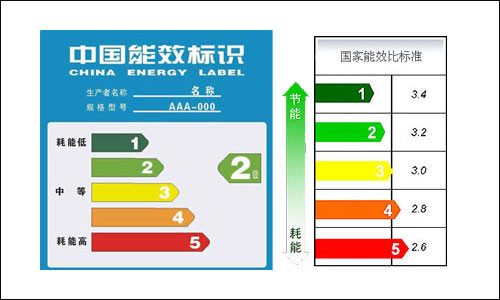 中国能效标识
CHINA ENERGY LABEL
生产者名称 名 称
规格型号 AAA-000
耗能低 1
2
中 等 3
4
耗能高 5
2级
节能
耗能
国家能效比标准
1 3.4
2 3.2
3 3.0
4 2.8
5 2.6